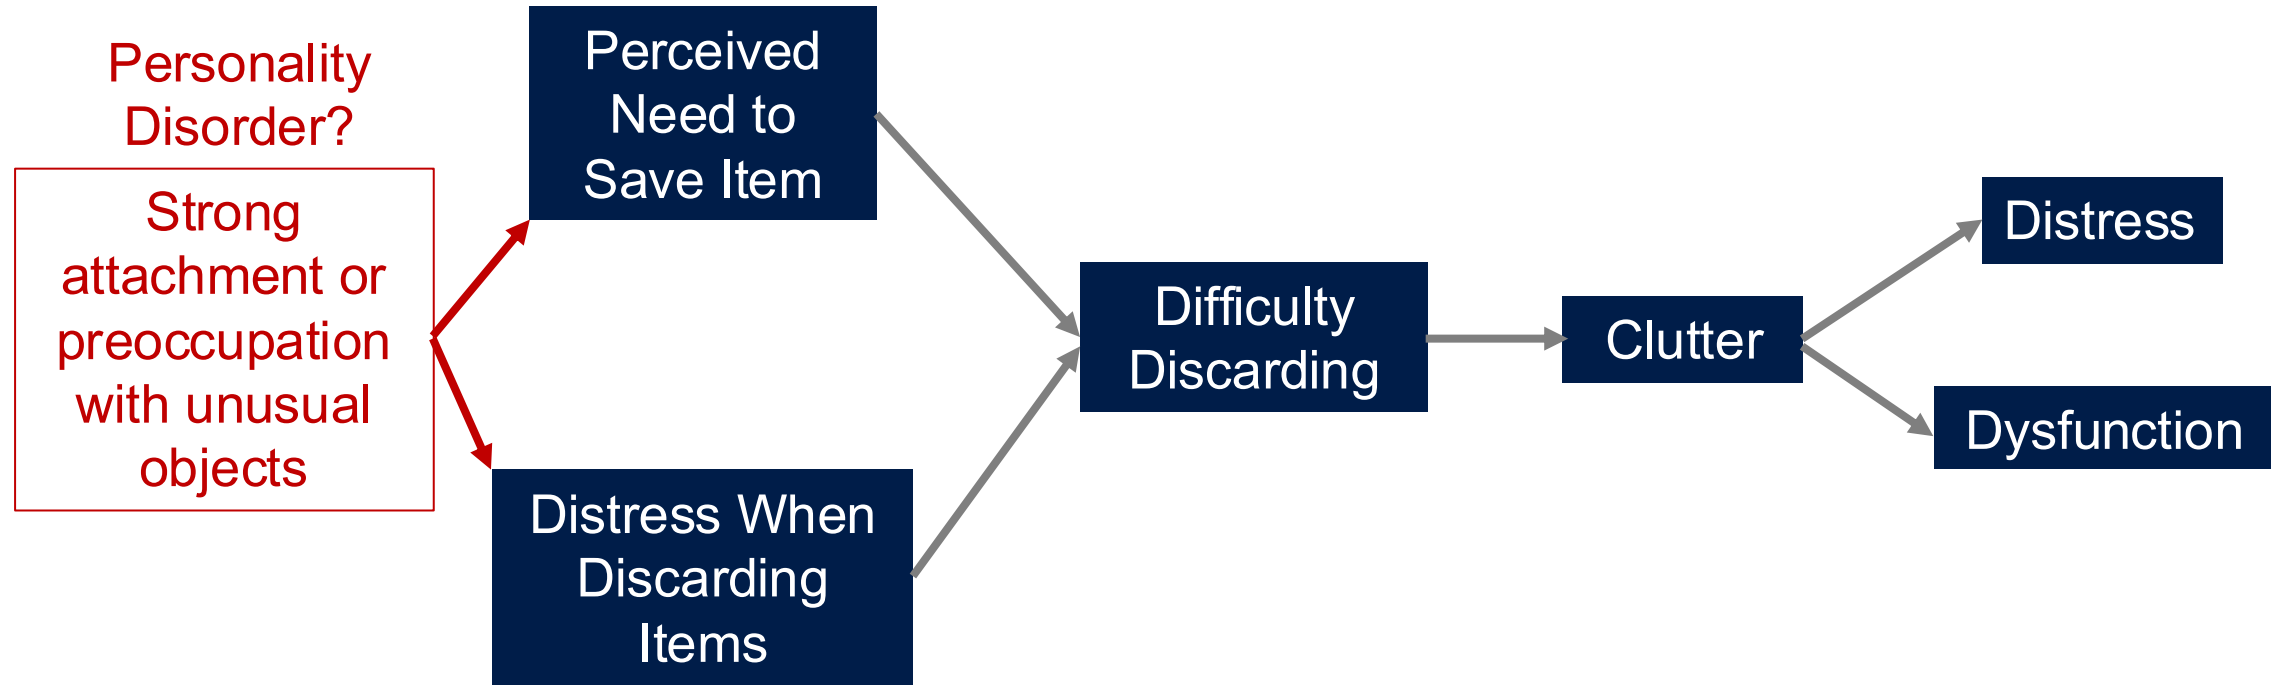 Personality
Disorder?
Strong
attachment or
preoccupation
with unusual
objects
Perceived
Need to
Save Item
Distress When
Discarding
Items
Difficulty
Discarding
Clutter
Distress
Dysfunction